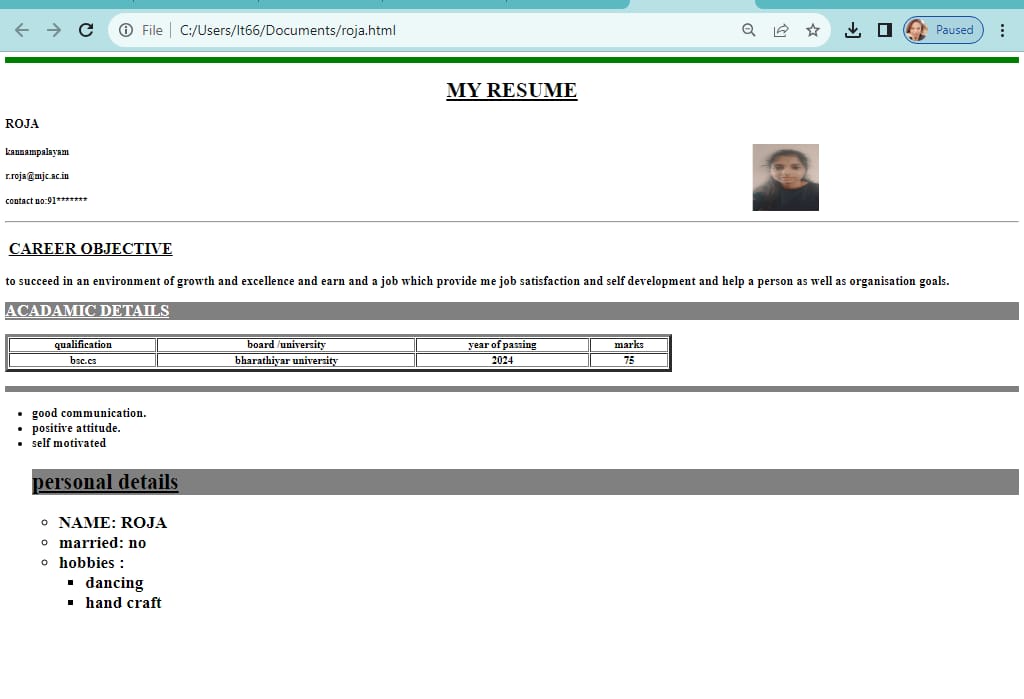 File C:/Users/lt66/Documents/roja.html Paused
MY RESUME
ROJA
kannampalayam
r.roja@mjc.ac.in
contact no:91*******
CAREER OBJECTIVE
to succeed in an environment of growth and excellence and earn and a job which provide me job satisfaction and self development and help a person as well as organisation goals.
ACADAMIC DETAILS
qualification board /university year of passing marks
bsc.cs bharathiyar university 2024 75
good communication.
positive attitude.
self motivated
personal details
NAME: ROJA
married: no
hobbies :
dancing
hand craft